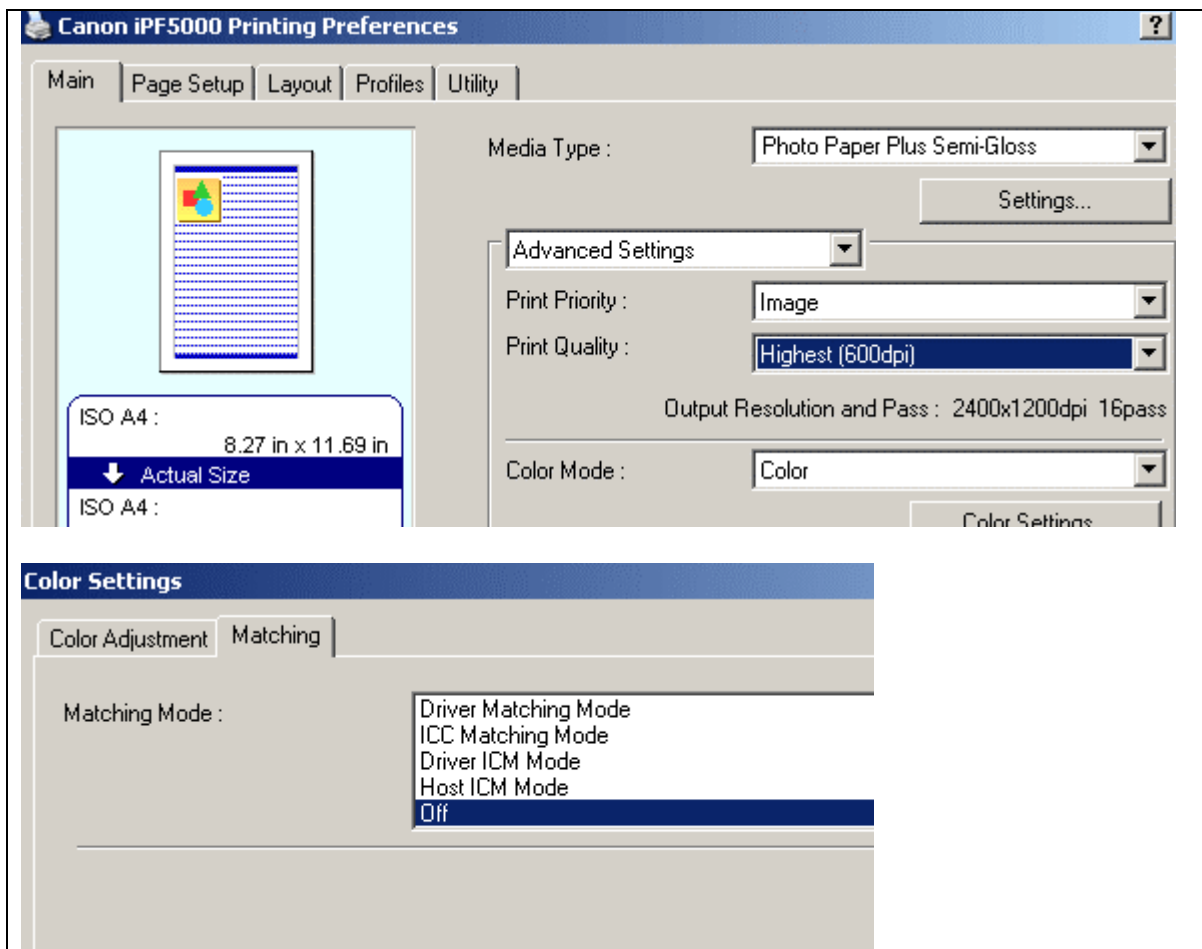 Canon iPF5000 Printing Preferences ?
Main Page Setup Layout Profiles Utility
Media Type : Photo Paper Plus Semi-Gloss
Settings...
Advanced Settings
Print Priority : Image
Print Quality : Highest (600dpi)
Output Resolution and Pass : 2400x1200dpi 16pass
Color Mode : Color
Color Settings
ISO A4 :
8.27 in x 11.69 in
Actual Size
ISO A4 :
Color Settings
Color Adjustment Matching
Matching Mode :
Driver Matching Mode
ICC Matching Mode
Driver ICM Mode
Host ICM Mode
Off